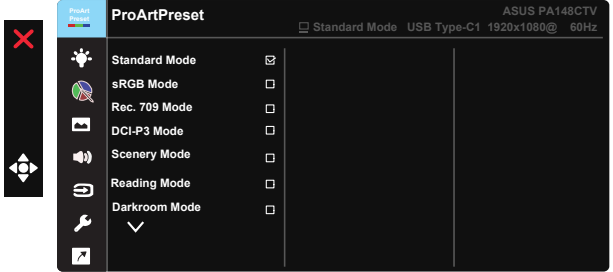 ProArt
Preset
ProArtPreset
ASUS PA148CTV
Standard Mode USB Type-C1 1920x1080@ 60Hz
Standard Mode
sRGB Mode
Rec. 709 Mode
DCI-P3 Mode
Scenery Mode
Reading Mode
Darkroom Mode